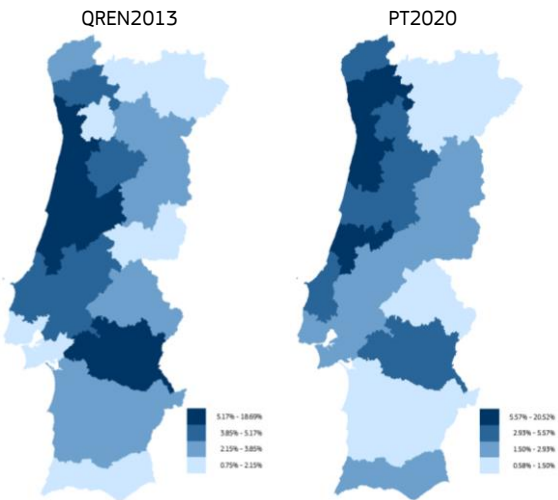 QREN2013
PT2020
5.17% - 18.69%
3.85% - 5.17%
2.15% - 3.85%
0.75% - 2.15%
5.57% - 20.52%
2.93% - 5.57%
1.50% - 2.93%
0.58% - 1.50%